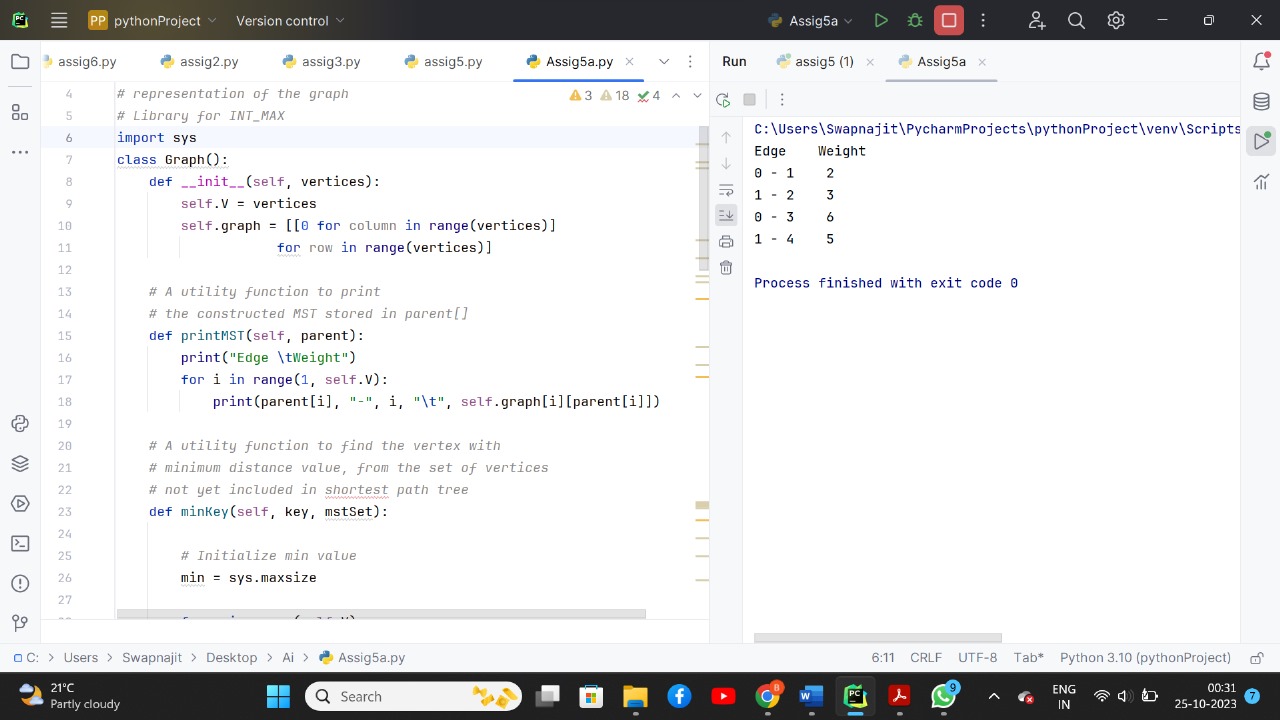 PC
PP pythonProject Version control Assig5a
assig6.py assig2.py assig3.py assig5.py Assig5a.py
Run assig5 (1) Assig5a
4 # representation of the graph
3 18 4
5 # Library for INT_MAX
6 import sys
7 class Graph():
8 def __init__(self, vertices):
9 self.V = vertices
10 self.graph = [[0 for column in range(vertices)]
11 for row in range(vertices)]
12
13 # A utility function to print
14 # the constructed MST stored in parent[]
15 def printMST(self, parent):
16 print("Edge \tWeight")
17 for i in range(1, self.V):
18 print(parent[i], "-", i, "\t", self.graph[i][parent[i]])
19
20 # A utility function to find the vertex with
21 # minimum distance value, from the set of vertices
22 # not yet included in shortest path tree
23 def minKey(self, key, mstSet):
24
25 # Initialize min value
26 min = sys.maxsize
27
C:\Users\Swapnajit\PycharmProjects\pythonProject\venv\Scripts
Edge Weight
0 - 1 2
1 - 2 3
0 - 3 6
1 - 4 5
Process finished with exit code 0
C: > Users > Swapnajit > Desktop > Ai > Assig5a.py
6:11 CRLF UTF-8 Tab* Python 3.10 (pythonProject)
21°C
Partly cloudy
Search
8
W
PC
9
ENG
IN
00:31
25-10-2023
7